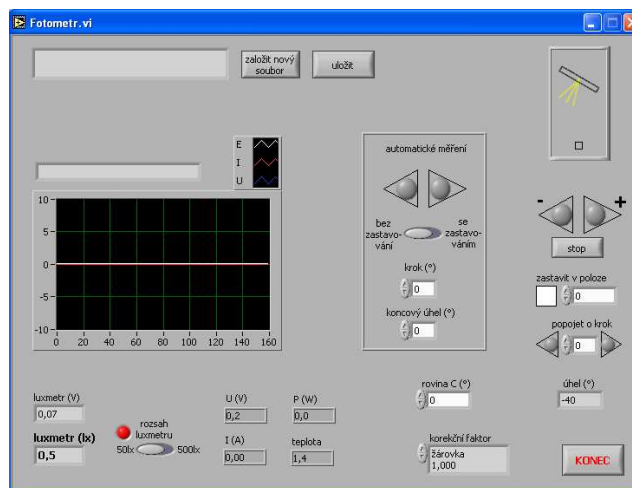 Fotometr.vi
založit nový
soubor
uložit
E
I
U
10
5
0
-5
-10
0 20 40 60 80 100 120 140 160
automatické měření
bez
zastavo-
vání
se
zastavo-
váním
krok (°)
0
koncový úhel (°)
0
- +
stop
zastavit v poloze
0
popojet o krok
0
luxmetr (V)
0,07
luxmetr (lx)
0,5
rozsah
luxmetru
50lx 500lx
U (V)
0,2
P (W)
0,0
I (A)
0,00
teplota
1,4
rovina C (°)
0
úhel (°)
-40
korekční faktor
žárovka
1,000
KONEC